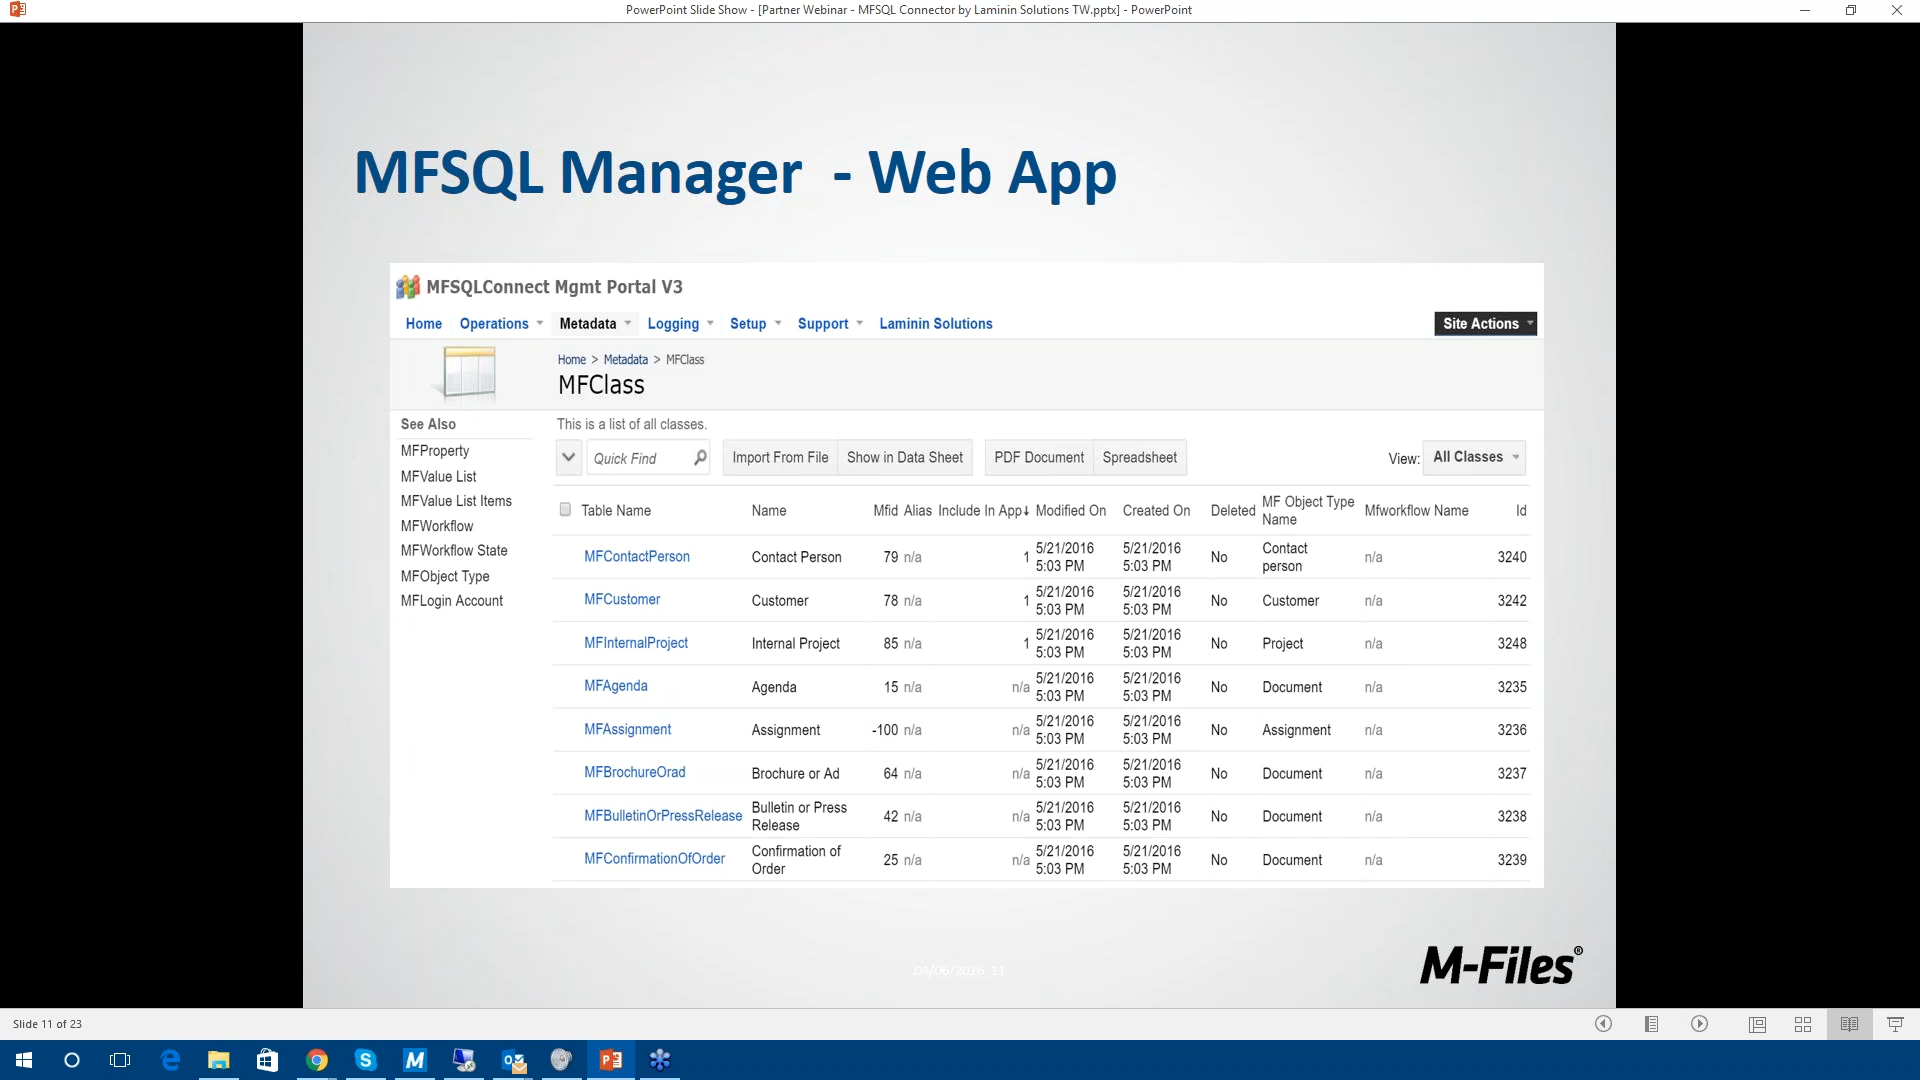 PowerPoint Slide Show - [Partner Webinar - MFSQL Connector by Laminin Solutions TW.pptx] - PowerPoint
MFSQL Manager - Web App
MFSQLConnect Mgmt Portal V3
Home Operations Metadata Logging Setup Support Laminin Solutions Site Actions
Home > Metadata > MFClass
MFClass
See Also
MFProperty
MFValue List
MFValue List Items
MFWorkflow
MFWorkflow State
MFObject Type
MFLogin Account
This is a list of all classes.
Quick Find Import From File Show in Data Sheet PDF Document Spreadsheet View: All Classes
Table Name Name Mfid Alias Include In App Modified On Created On Deleted MF Object Type Name Mfworkflow Name Id
MFContactPerson Contact Person 79 n/a 1 5/21/2016 5:03 PM 5/21/2016 5:03 PM No Contact person n/a 3240
MFCustomer Customer 78 n/a 1 5/21/2016 5:03 PM 5/21/2016 5:03 PM No Customer n/a 3242
MFInternalProject Internal Project 85 n/a 1 5/21/2016 5:03 PM 5/21/2016 5:03 PM No Project n/a 3248
MFAgenda Agenda 15 n/a n/a 5/21/2016 5:03 PM 5/21/2016 5:03 PM No Document n/a 3235
MFAssignment Assignment -100 n/a n/a 5/21/2016 5:03 PM 5/21/2016 5:03 PM No Assignment n/a 3236
MFBrochureOrad Brochure or Ad 64 n/a n/a 5/21/2016 5:03 PM 5/21/2016 5:03 PM No Document n/a 3237
MFBulletinOrPressRelease Bulletin or Press Release 42 n/a n/a 5/21/2016 5:03 PM 5/21/2016 5:03 PM No Document n/a 3238
MFConfirmationOfOrder Confirmation of Order 25 n/a n/a 5/21/2016 5:03 PM 5/21/2016 5:03 PM No Document n/a 3239
04/06/2016 11
M-Files®
Slide 11 of 23